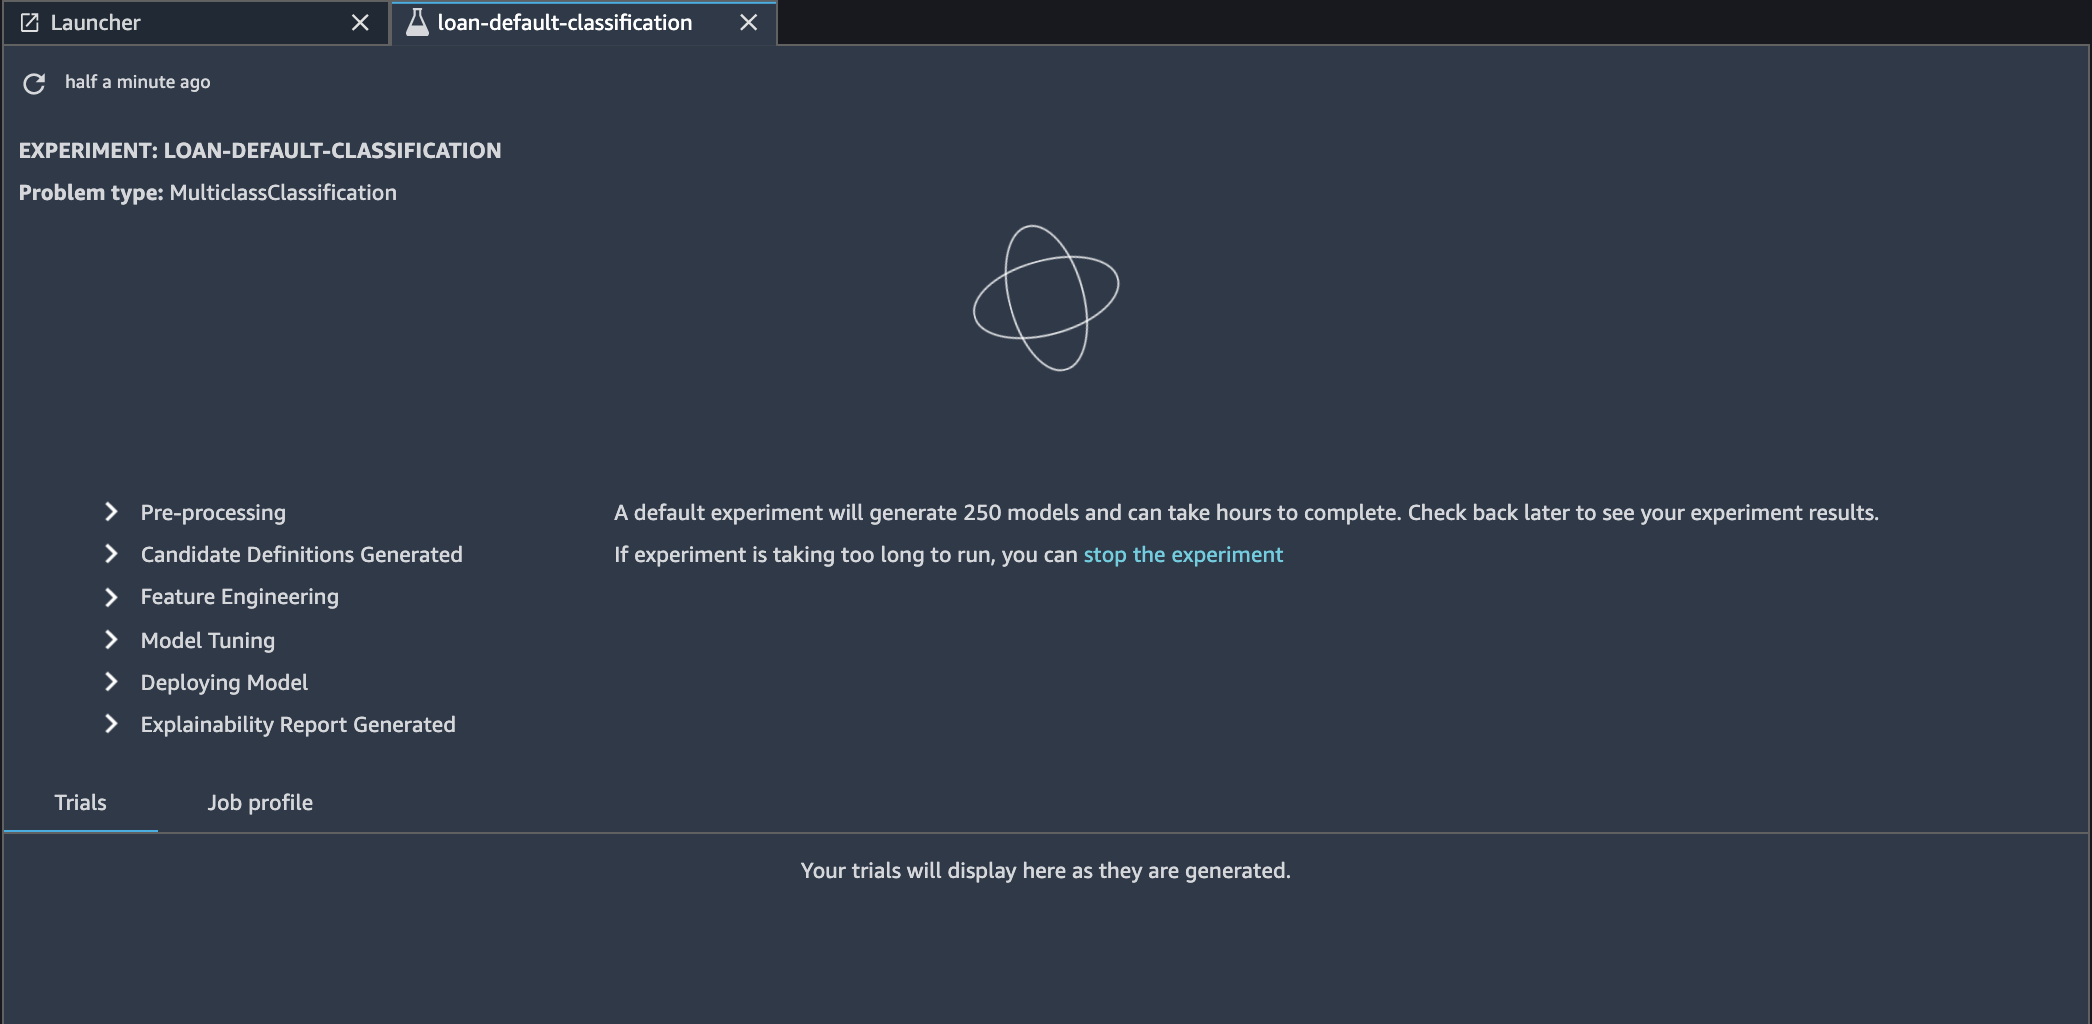 Launcher
loan-default-classification
half a minute ago
EXPERIMENT: LOAN-DEFAULT-CLASSIFICATION
Problem type: MulticlassClassification
Pre-processing
Candidate Definitions Generated
Feature Engineering
Model Tuning
Deploying Model
Explainability Report Generated
A default experiment will generate 250 models and can take hours to complete. Check back later to see your experiment results.
If experiment is taking too long to run, you can stop the experiment
Trials
Job profile
Your trials will display here as they are generated.